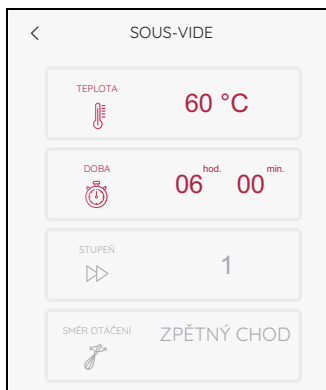 SOUS-VIDE
TEPLOTA
60 °C
DOBA
06 hod. 00 min.
STUPEŇ
1
SMĚR OTÁČENÍ
ZPĚTNÝ CHOD